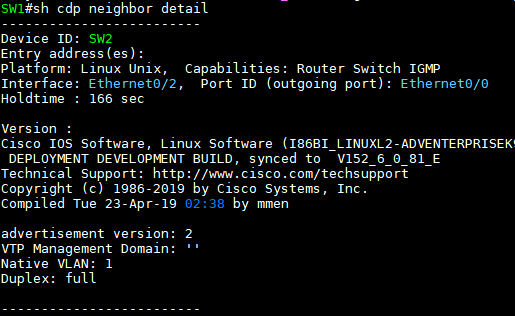 SW1#sh cdp neighbor detail
-------------------------
Device ID: SW2
Entry address(es):
Platform: Linux Unix,  Capabilities: Router Switch IGMP
Interface: Ethernet0/2,  Port ID (outgoing port): Ethernet0/0
Holdtime : 166 sec

Version :
Cisco IOS Software, Linux Software (I86BI_LINUXL2-ADVENTERPRISEK9
 DEPLOYMENT DEVELOPMENT BUILD, synced to  V152_6_0_81_E
Technical Support: http://www.cisco.com/techsupport
Copyright (c) 1986-2019 by Cisco Systems, Inc.
Compiled Tue 23-Apr-19 02:38 by mmen

advertisement version: 2
VTP Management Domain: ''
Native VLAN: 1
Duplex: full

-------------------------